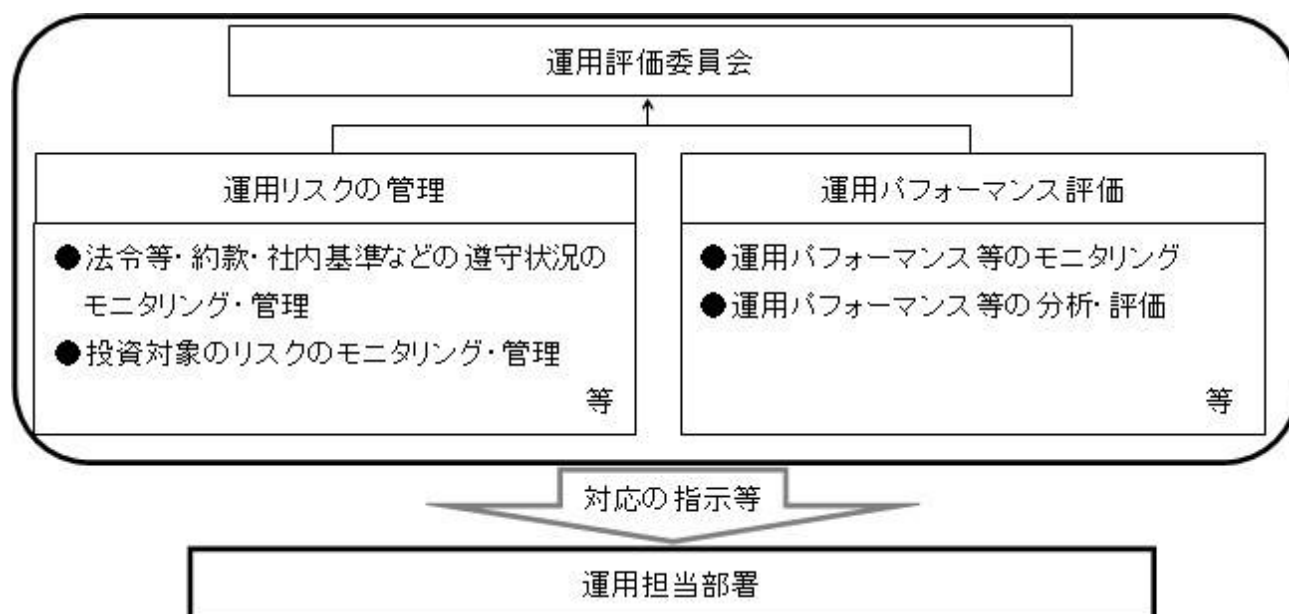 運用評価委員会
運用リスクの管理
●法令等・約款・社内基準などの遵守状況の
モニタリング・管理
●投資対象のリスクのモニタリング・管理
等
運用パフォーマンス評価
●運用パフォーマンス等のモニタリング
●運用パフォーマンス等の分析・評価
等
対応の指示等
運用担当部署